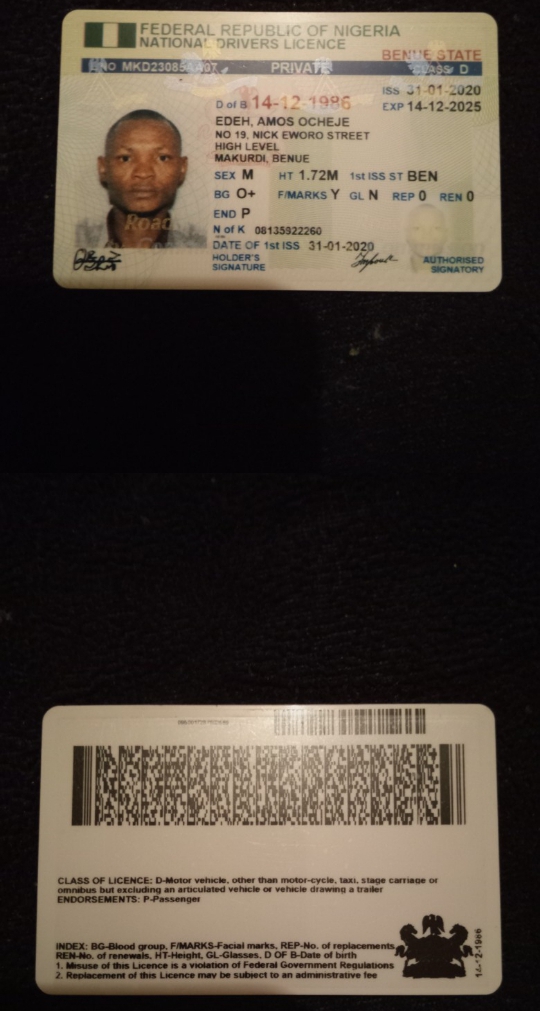 FEDERAL REPUBLIC OF NIGERIA
NATIONAL DRIVERS LICENCE
BENUE STATE
PRIVATE CLASS D
ISS 31-01-2020
D of B 14-12-1986 EXP 14-12-2025
EDEH, AMOS OCHEJE
NO 19, NICK EWORO STREET
HIGH LEVEL
MAKURDI, BENUE
SEX M HT 1.72M 1st ISS ST BEN
BG O+ F/MARKS Y GL N REP 0 REN 0
END P
N of K 08135922260
DATE OF 1st ISS 31-01-2020
HOLDER'S SIGNATURE
AUTHORISED SIGNATORY
Road
CLASS OF LICENCE: D-Motor vehicle, other than motor-cycle, taxi, stage carriage or
omnibus but excluding an articulated vehicle or vehicle drawing a trailer
ENDORSEMENTS: P-Passenger
INDEX: BG-Blood group, F/MARKS-Facial marks, REP-No. of replacements,
REN-No. of renewals, HT-Height, GL-Glasses, D OF B-Date of birth
1. Misuse of this Licence is a violation of Federal Government Regulations
2. Replacement of this Licence may be subject to an administrative fee
14-12-1986